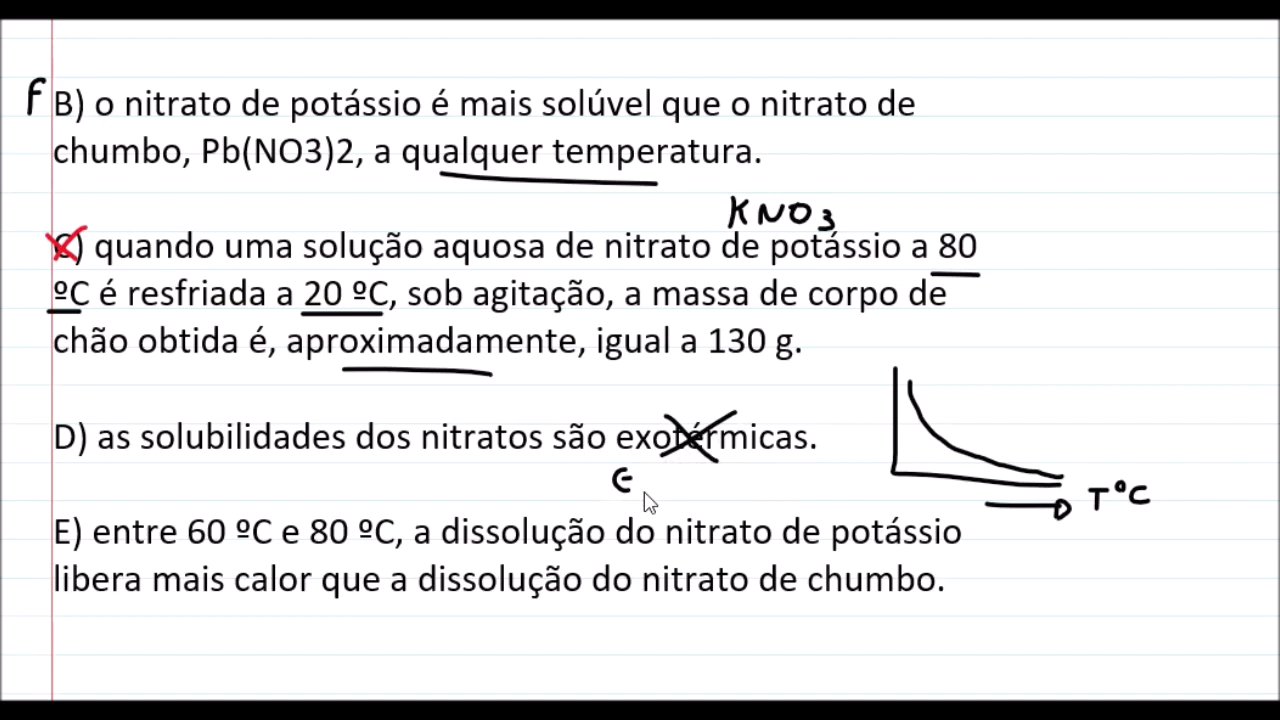 f B) o nitrato de potássio é mais solúvel que o nitrato de
chumbo, Pb(NO3)2, a qualquer temperatura.
KNO3
C) quando uma solução aquosa de nitrato de potássio a 80
ºC é resfriada a 20 ºC, sob agitação, a massa de corpo de
chão obtida é, aproximadamente, igual a 130 g.
D) as solubilidades dos nitratos são exotérmicas.
E
T°C
E) entre 60 ºC e 80 ºC, a dissolução do nitrato de potássio
libera mais calor que a dissolução do nitrato de chumbo.